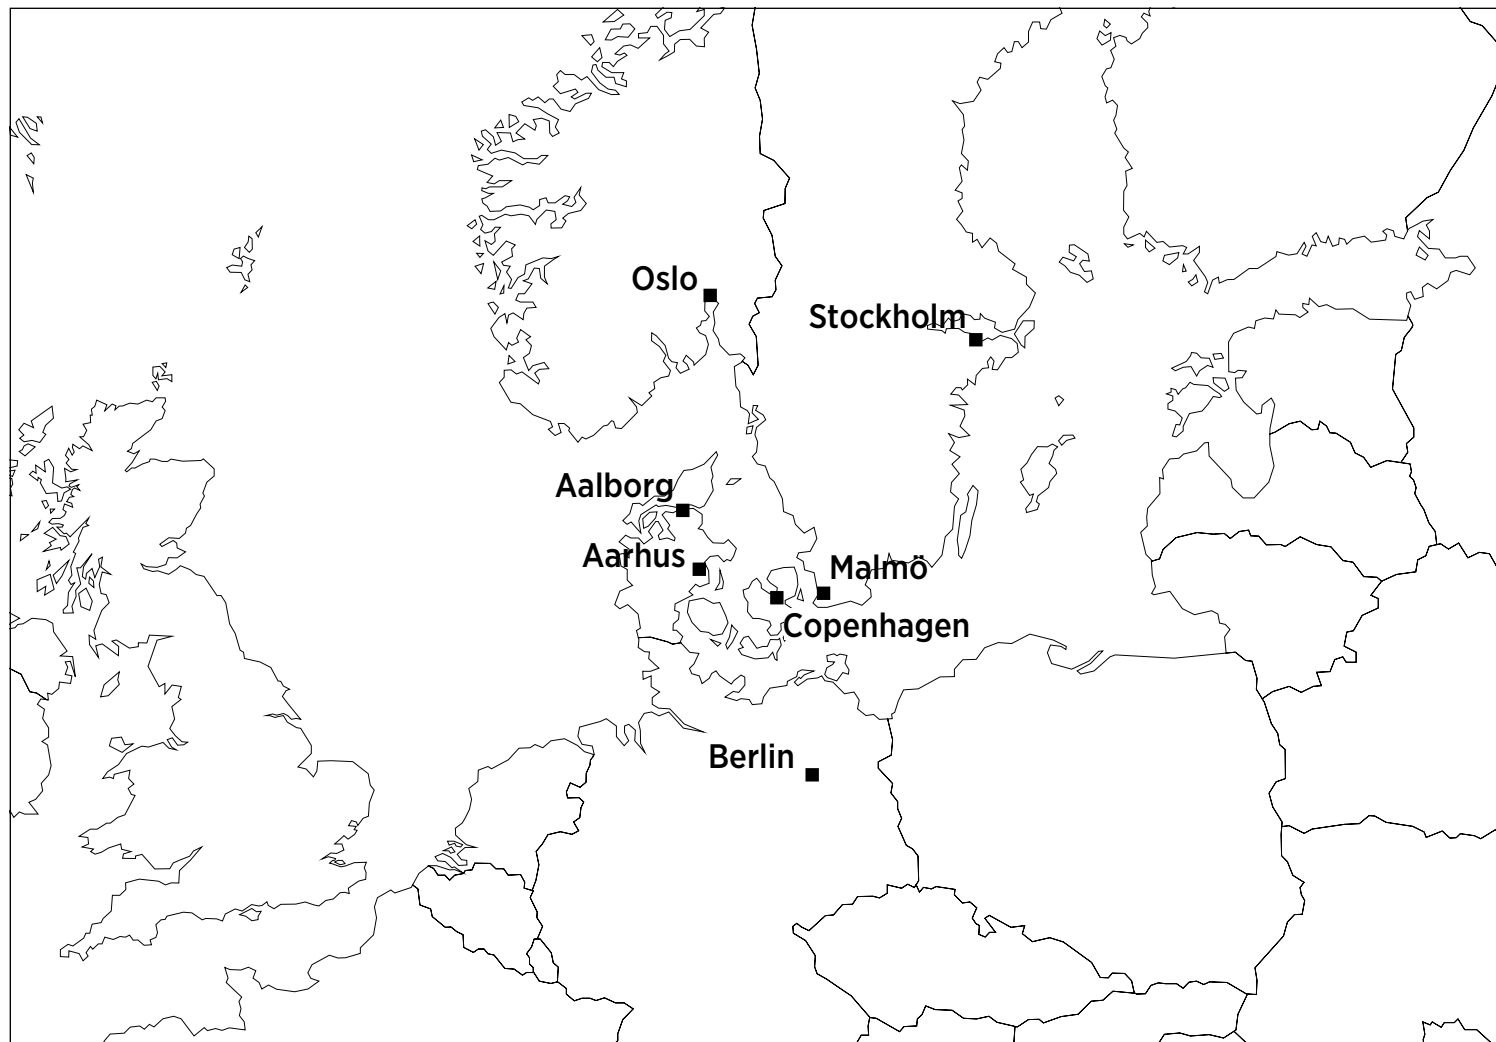 Oslo
Stockholm
Aalborg
Aarhus
Malmö
Copenhagen
Berlin